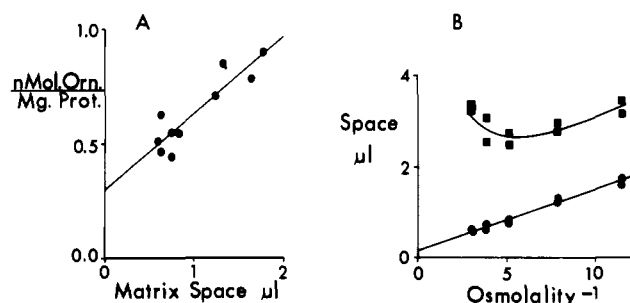 A
nMol.Orn.
Mg. Prot.
1.0
0.5
0.0
0
1
2
Matrix Space μl
B
Space
μl
4
2
0
0
5
10
Osmolality -1